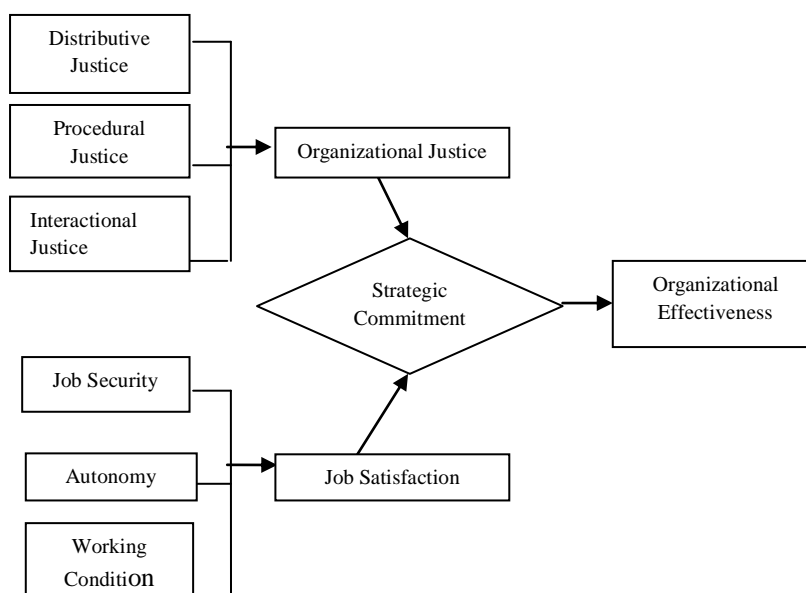 Distributive
Justice
Procedural
Justice
Organizational Justice
Interactional
Justice
Strategic
Commitment
Organizational
Effectiveness
Job Security
Autonomy
Job Satisfaction
Working
Condition